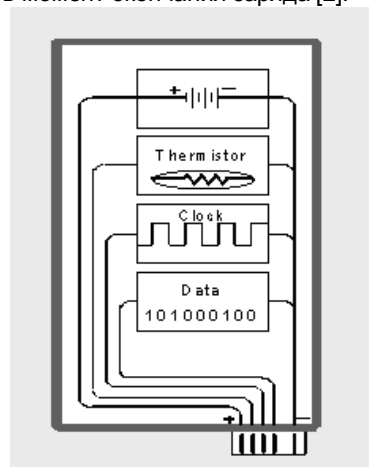 + −
Thermistor
Clock
Data
101000100
+ −